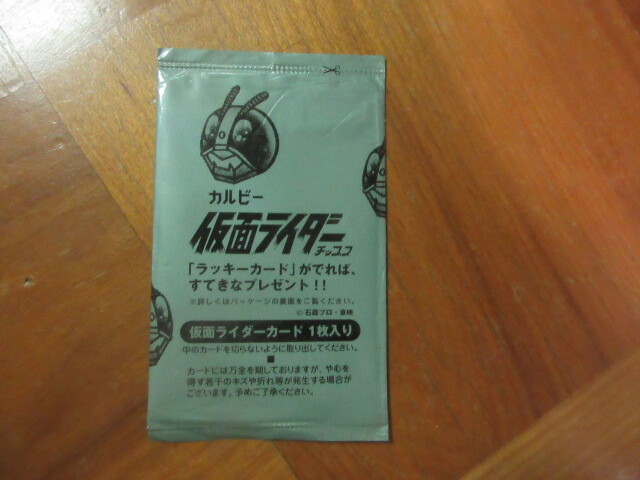 カルビー
仮面ライダー
チップス
「ラッキーカード」がでれば、
すてきなプレゼント!!
※詳しくはパッケージの裏面をご覧ください。
© 石森プロ・東映
仮面ライダーカード 1枚入り
中のカードを切らないように取り出してください。
カードには万全を期しておりますが、やむを
得ず若干のキズや折れ等が発生する場合が
ございます。予めご了承ください。